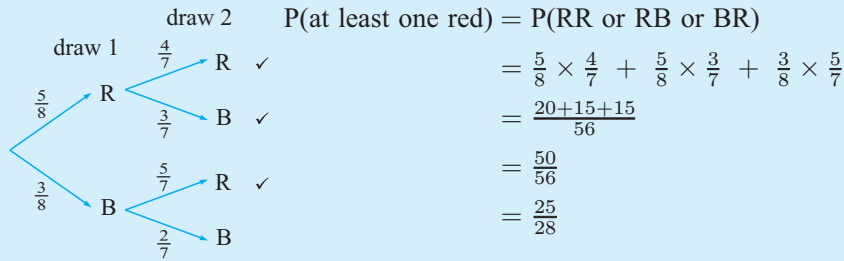 draw 2
P(at least one red) = P(RR or RB or BR)
draw 1
4/7
R ✓
= 5/8 × 4/7 + 5/8 × 3/7 + 3/8 × 5/7
5/8
R
3/7
B ✓
= 20+15+15/56
5/7
R ✓
= 50/56
3/8
B
2/7
B
= 25/28